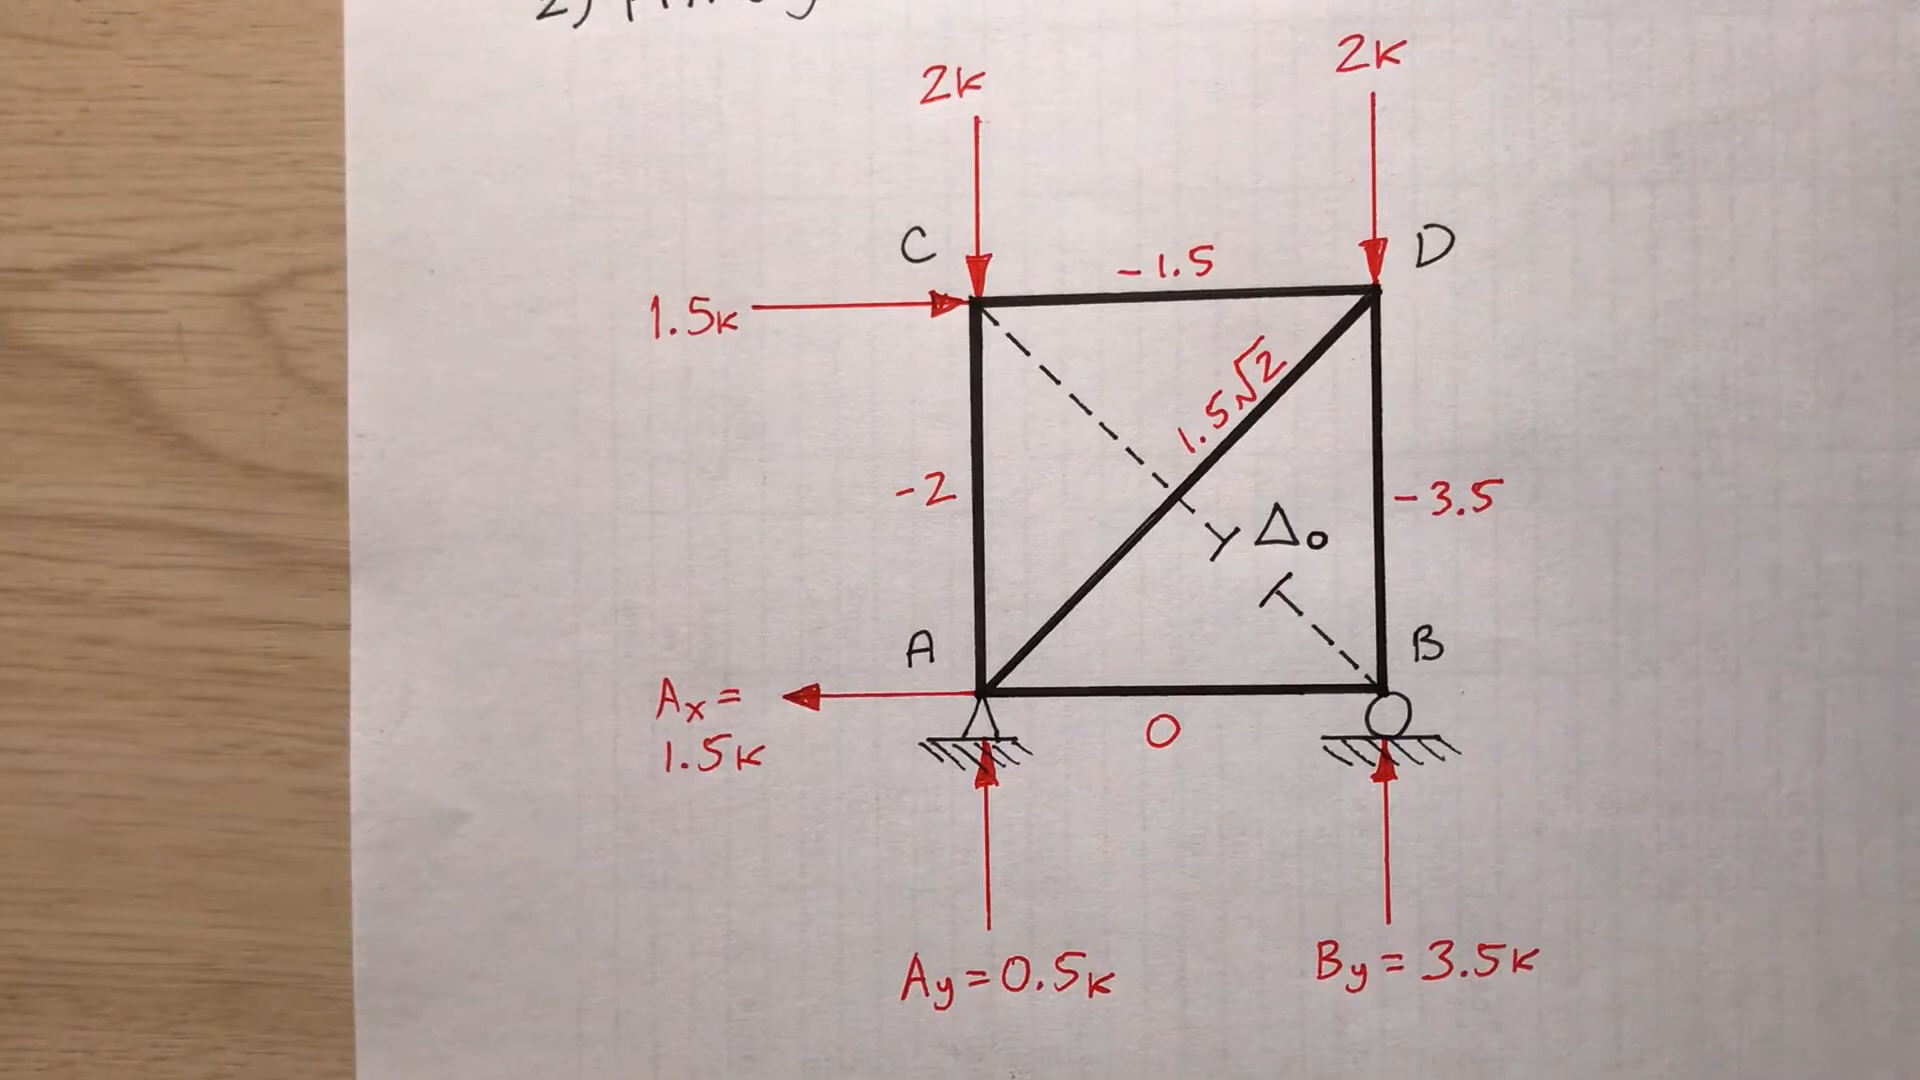 2)
2K
2K
C
D
-1.5
1.5K
1.5√2
-2
-3.5
Δo
A
B
Ax =
1.5K
O
Ay = 0.5K
By = 3.5K